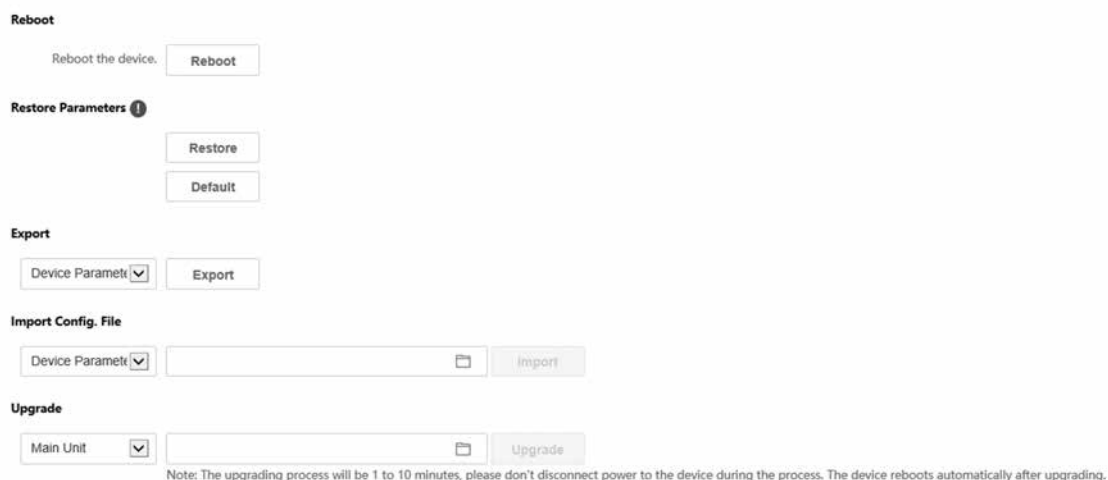 Reboot
Reboot the device. Reboot
Restore Parameters !
Restore
Default
Export
Device Paramete Export
Import Config. File
Device Paramete Import
Upgrade
Main Unit Upgrade
Note: The upgrading process will be 1 to 10 minutes, please don't disconnect power to the device during the process. The device reboots automatically after upgrading.